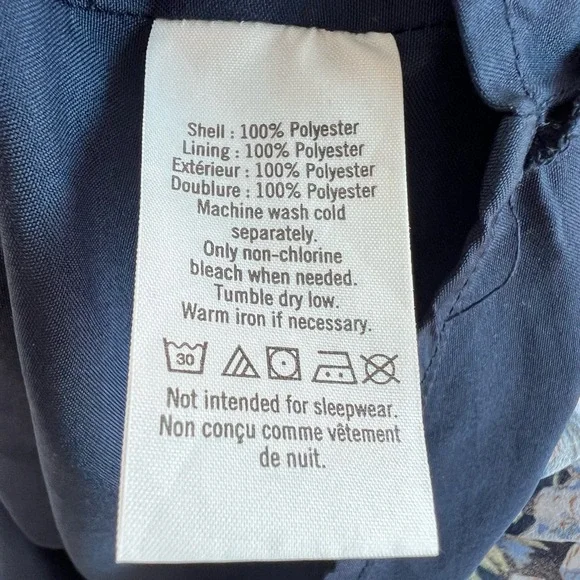 Shell : 100% Polyester
Lining : 100% Polyester
Extérieur : 100% Polyester
Doublure : 100% Polyester
Machine wash cold
separately.
Only non-chlorine
bleach when needed.
Tumble dry low.
Warm iron if necessary.
30
Not intended for sleepwear.
Non conçu comme vêtement
de nuit.